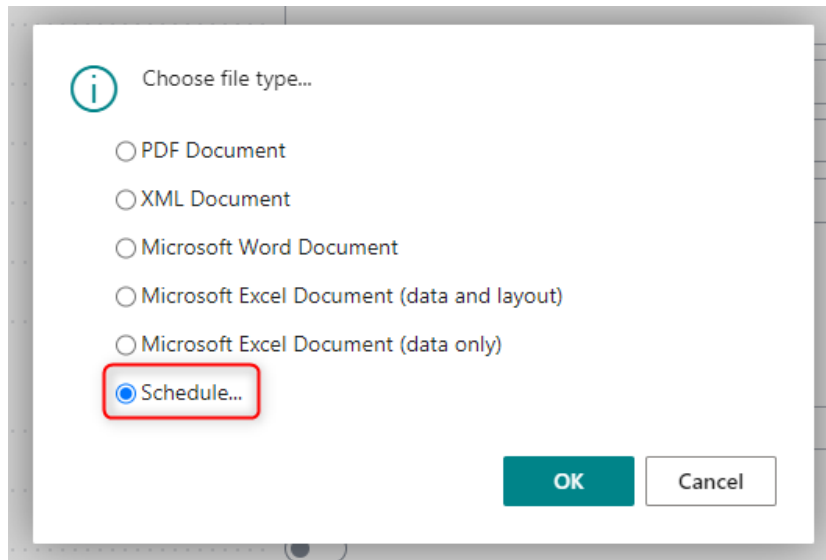 Choose file type...
PDF Document
XML Document
Microsoft Word Document
Microsoft Excel Document (data and layout)
Microsoft Excel Document (data only)
Schedule...
OK Cancel